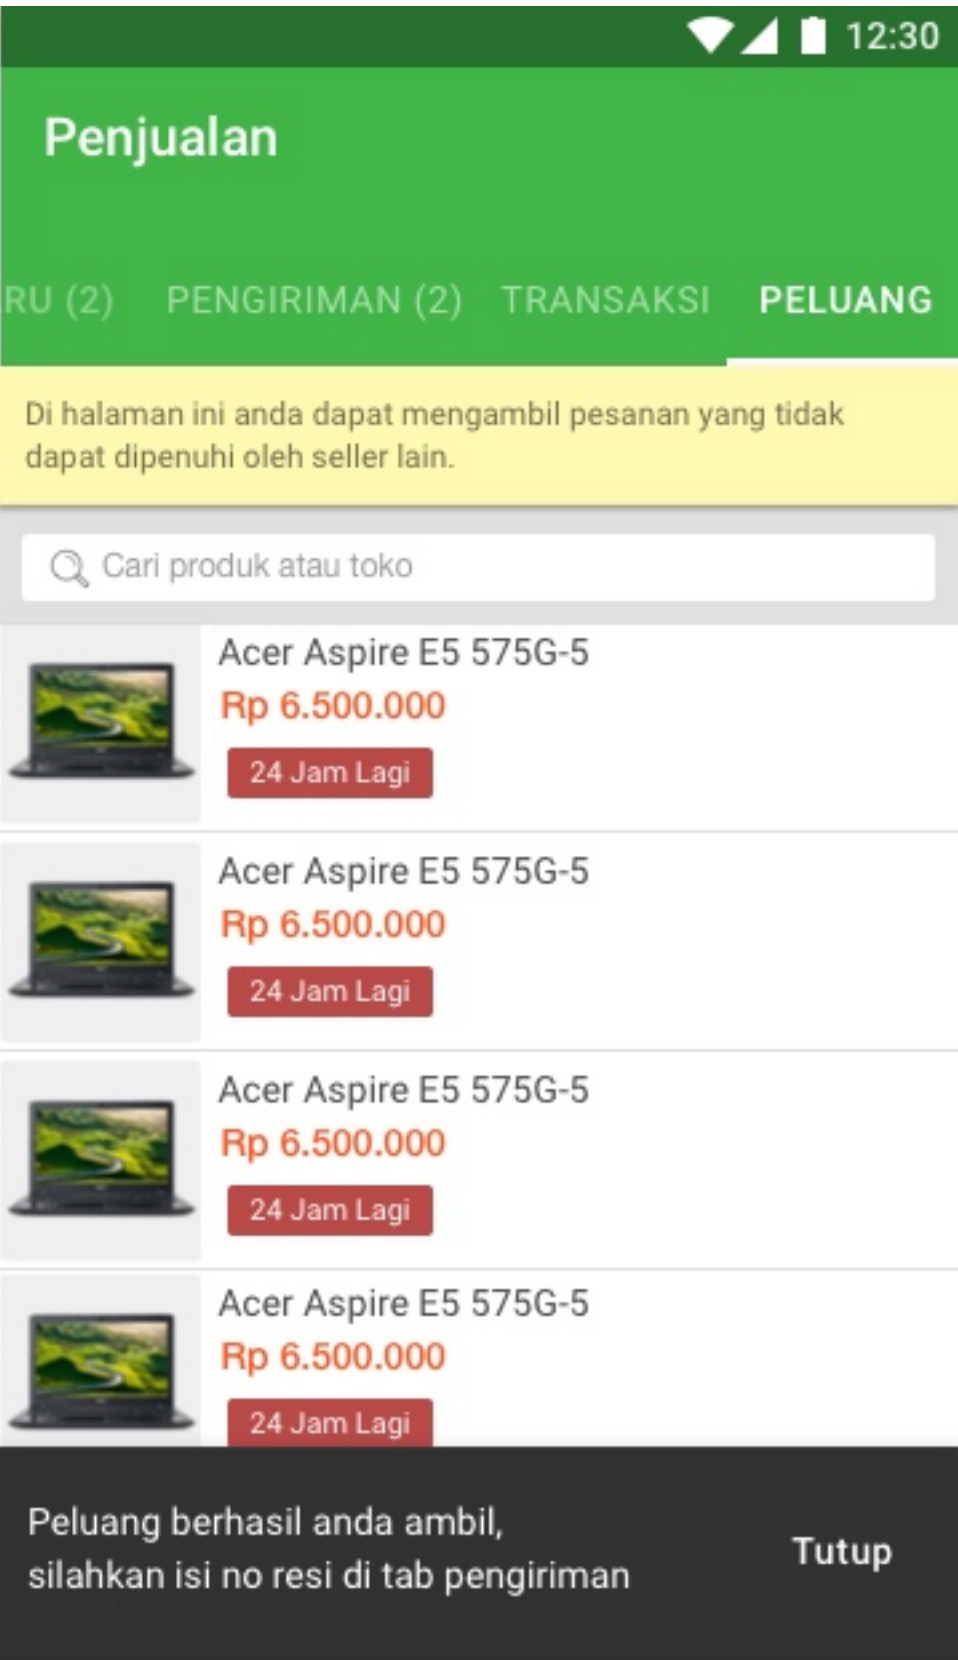 12:30
Penjualan
RU (2) PENGIRIMAN (2) TRANSAKSI PELUANG
Di halaman ini anda dapat mengambil pesanan yang tidak
dapat dipenuhi oleh seller lain.
Cari produk atau toko
Acer Aspire E5 575G-5
Rp 6.500.000
24 Jam Lagi
Acer Aspire E5 575G-5
Rp 6.500.000
24 Jam Lagi
Acer Aspire E5 575G-5
Rp 6.500.000
24 Jam Lagi
Acer Aspire E5 575G-5
Rp 6.500.000
24 Jam Lagi
Peluang berhasil anda ambil,
silahkan isi no resi di tab pengiriman
Tutup